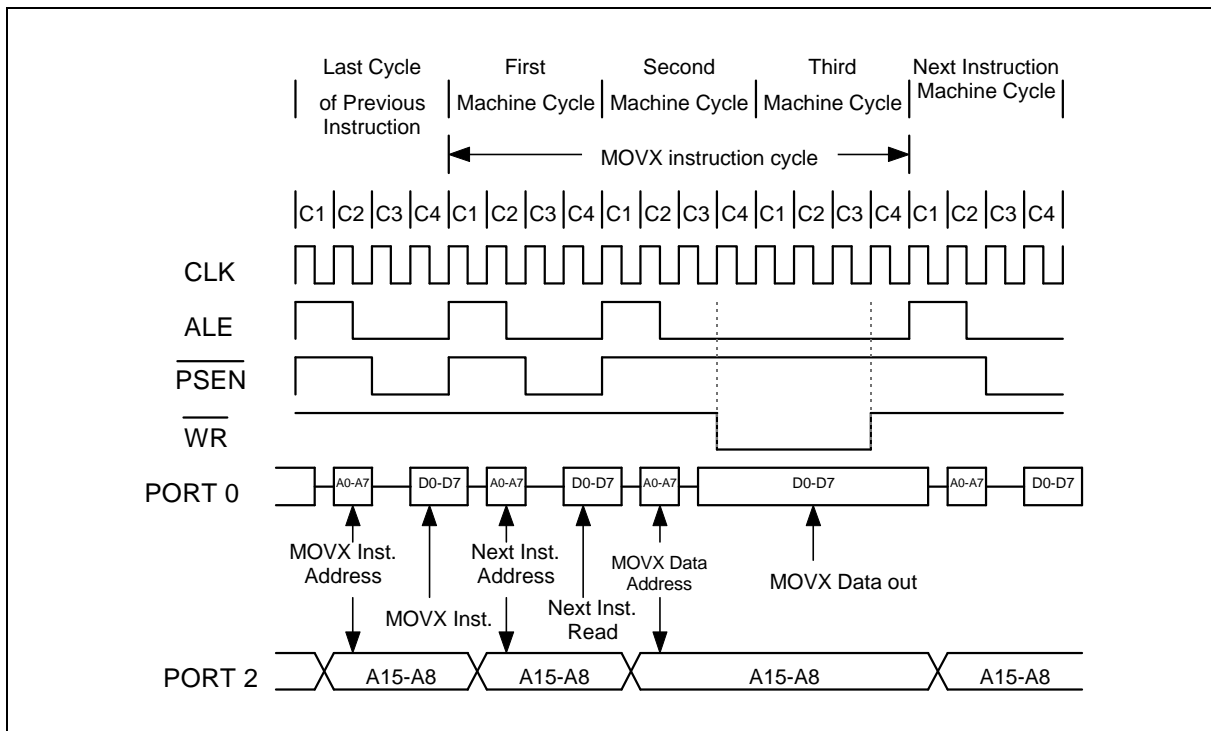 Last Cycle
of Previous
Instruction
First
Machine Cycle
Second
Machine Cycle
Third
Machine Cycle
Next Instruction
Machine Cycle
MOVX instruction cycle
C1 C2 C3 C4 C1 C2 C3 C4 C1 C2 C3 C4 C1 C2 C3 C4 C1 C2 C3 C4
CLK
ALE
PSEN
WR
PORT 0
A0-A7 D0-D7 A0-A7 D0-D7 A0-A7 D0-D7 A0-A7 D0-D7
MOVX Inst.
Address
MOVX Inst.
Next Inst.
Address
Next Inst.
Read
MOVX Data
Address
MOVX Data out
PORT 2
A15-A8 A15-A8 A15-A8 A15-A8